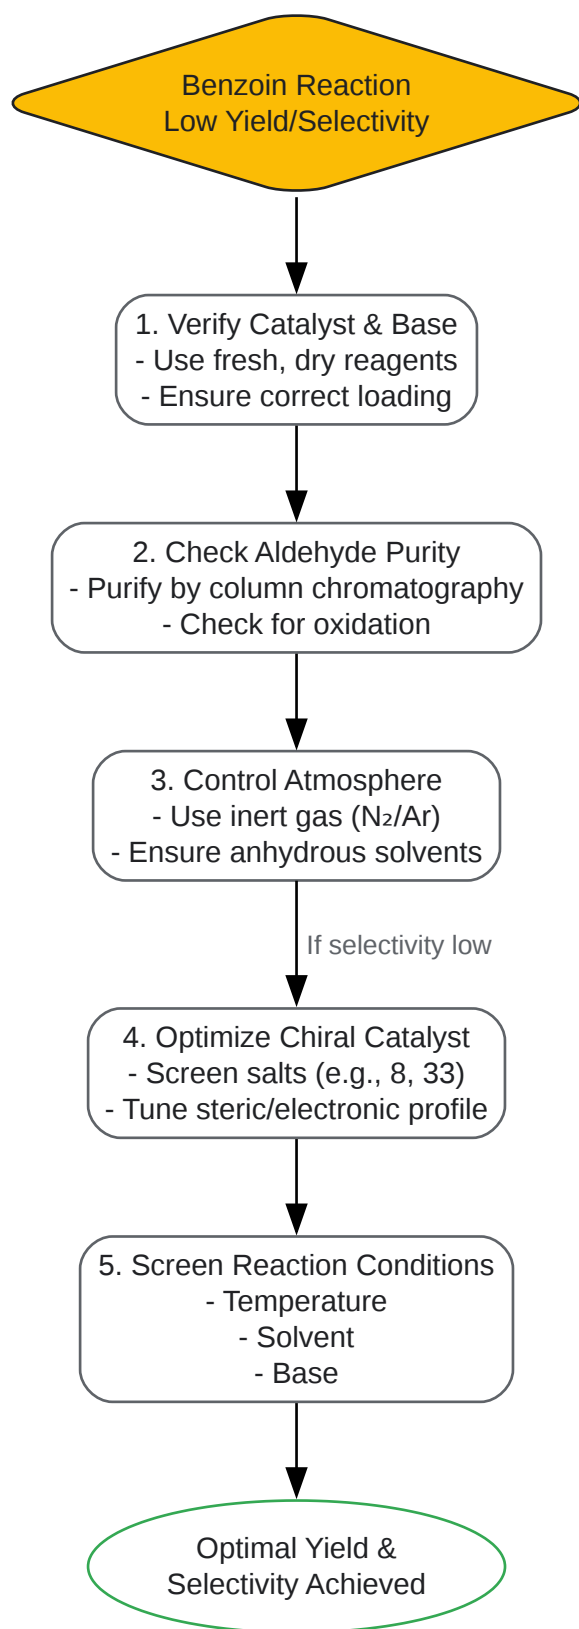 Benzoin Reaction
Low Yield/Selectivity
1. Verify Catalyst & Base
- Use fresh, dry reagents
- Ensure correct loading
2. Check Aldehyde Purity
- Purify by column chromatography
- Check for oxidation
3. Control Atmosphere
- Use inert gas (N₂/Ar)
- Ensure anhydrous solvents
If selectivity low
4. Optimize Chiral Catalyst
- Screen salts (e.g., 8, 33)
- Tune steric/electronic profile
5. Screen Reaction Conditions
- Temperature
- Solvent
- Base
Optimal Yield &
Selectivity Achieved